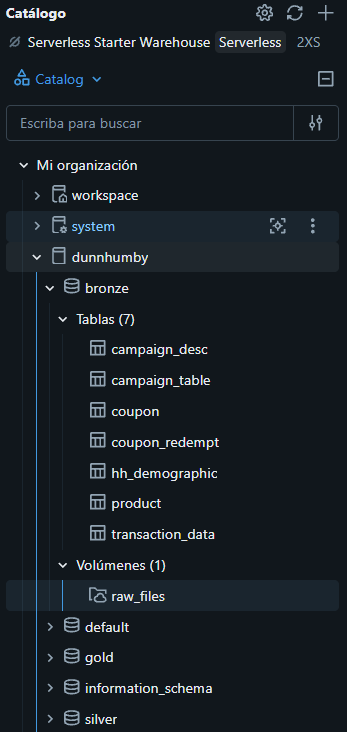 Catálogo
Serverless Starter Warehouse Serverless 2XS
Catalog
Escriba para buscar
Mi organización
workspace
system
dunnhumby
bronze
Tablas (7)
campaign_desc
campaign_table
coupon
coupon_redempt
hh_demographic
product
transaction_data
Volúmenes (1)
raw_files
default
gold
information_schema
silver